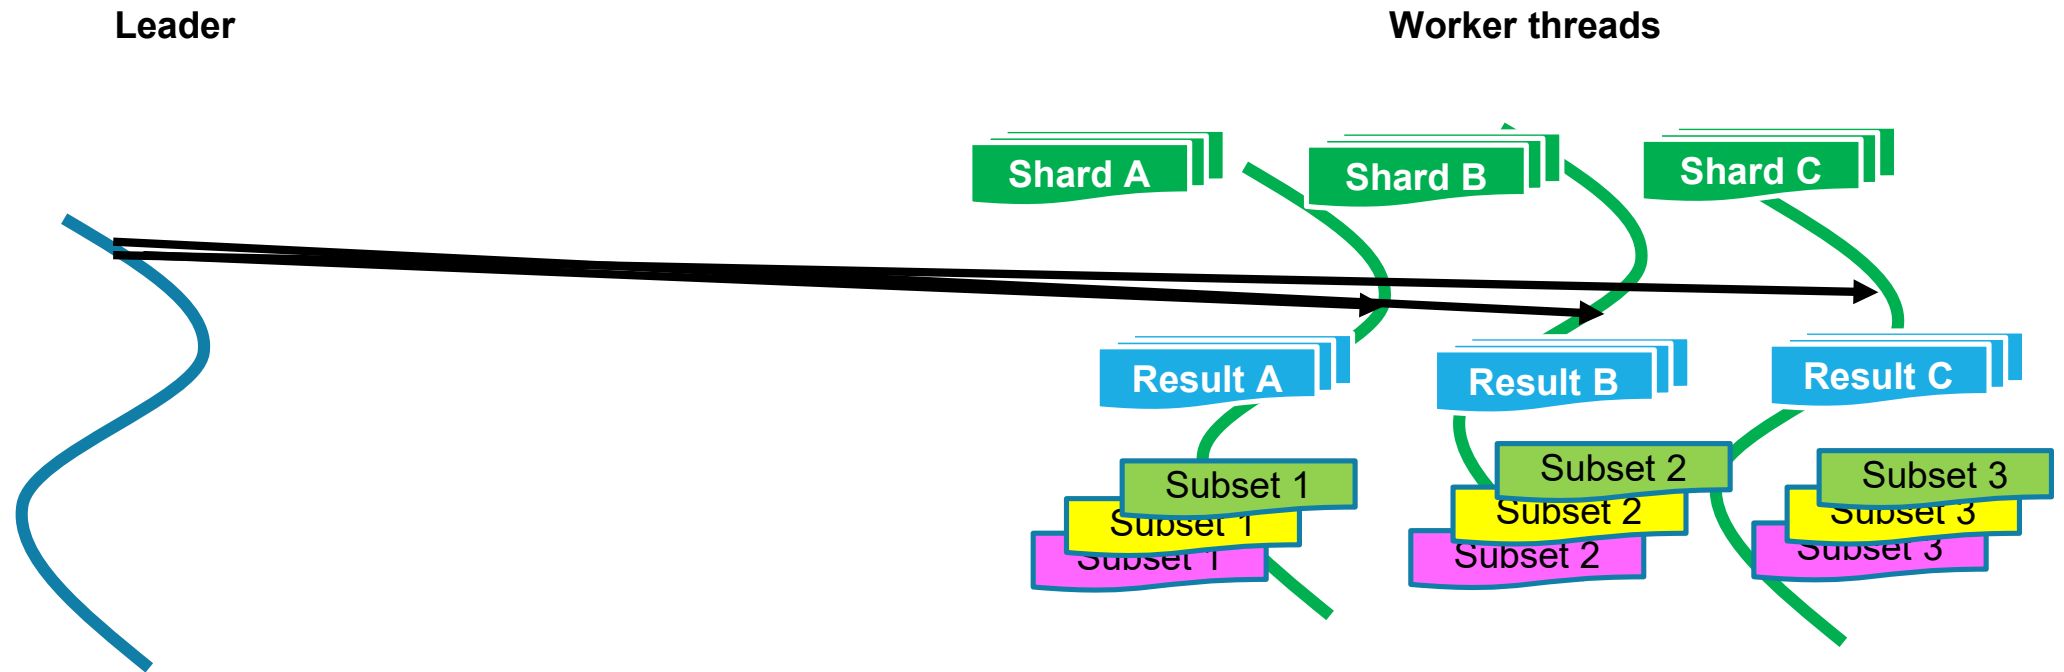 Leader
Worker threads
Shard A
Shard B
Shard C
Result A
Result B
Result C
Subset 1
Subset 1
Subset 1
Subset 2
Subset 2
Subset 2
Subset 3
Subset 3
Subset 3